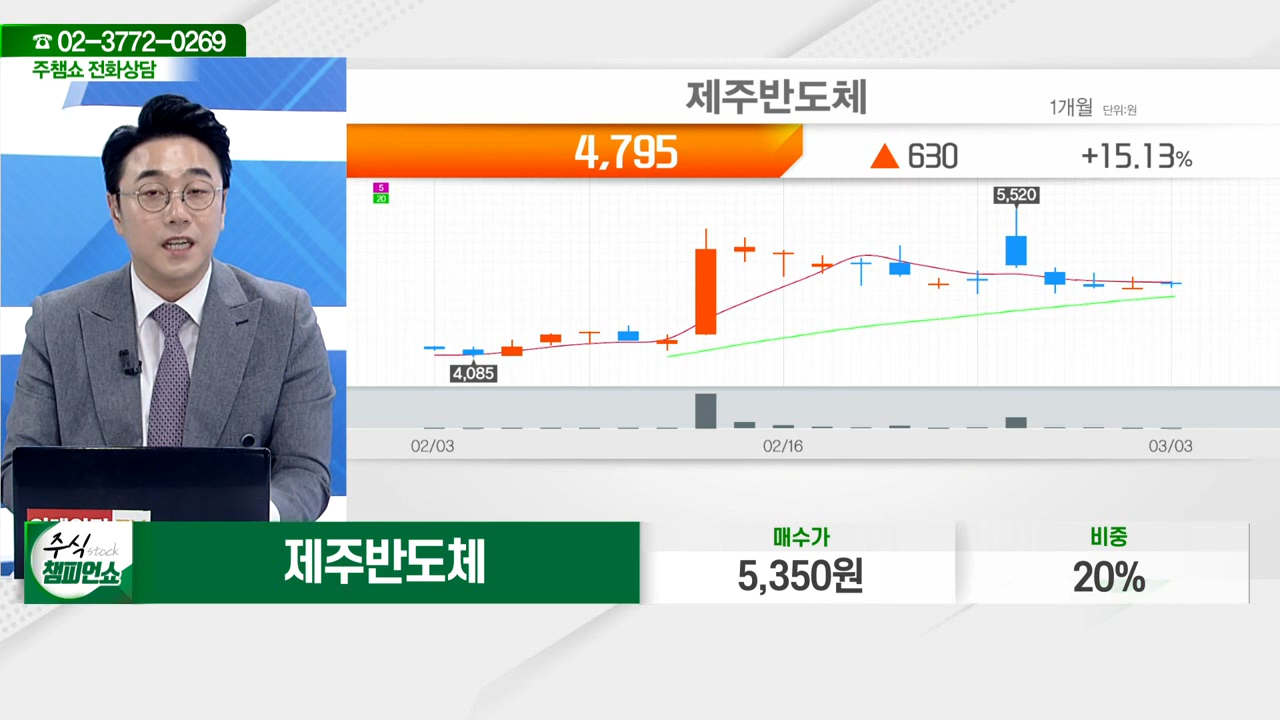 ☎ 02-3772-0269
주챔쇼 전화상담
제주반도체
1개월 단위:원
4,795
▲ 630
+15.13%
5
20
5,520
4,085
02/03
02/16
03/03
주식 stock
챔피언쇼
제주반도체
매수가
5,350원
비중
20%